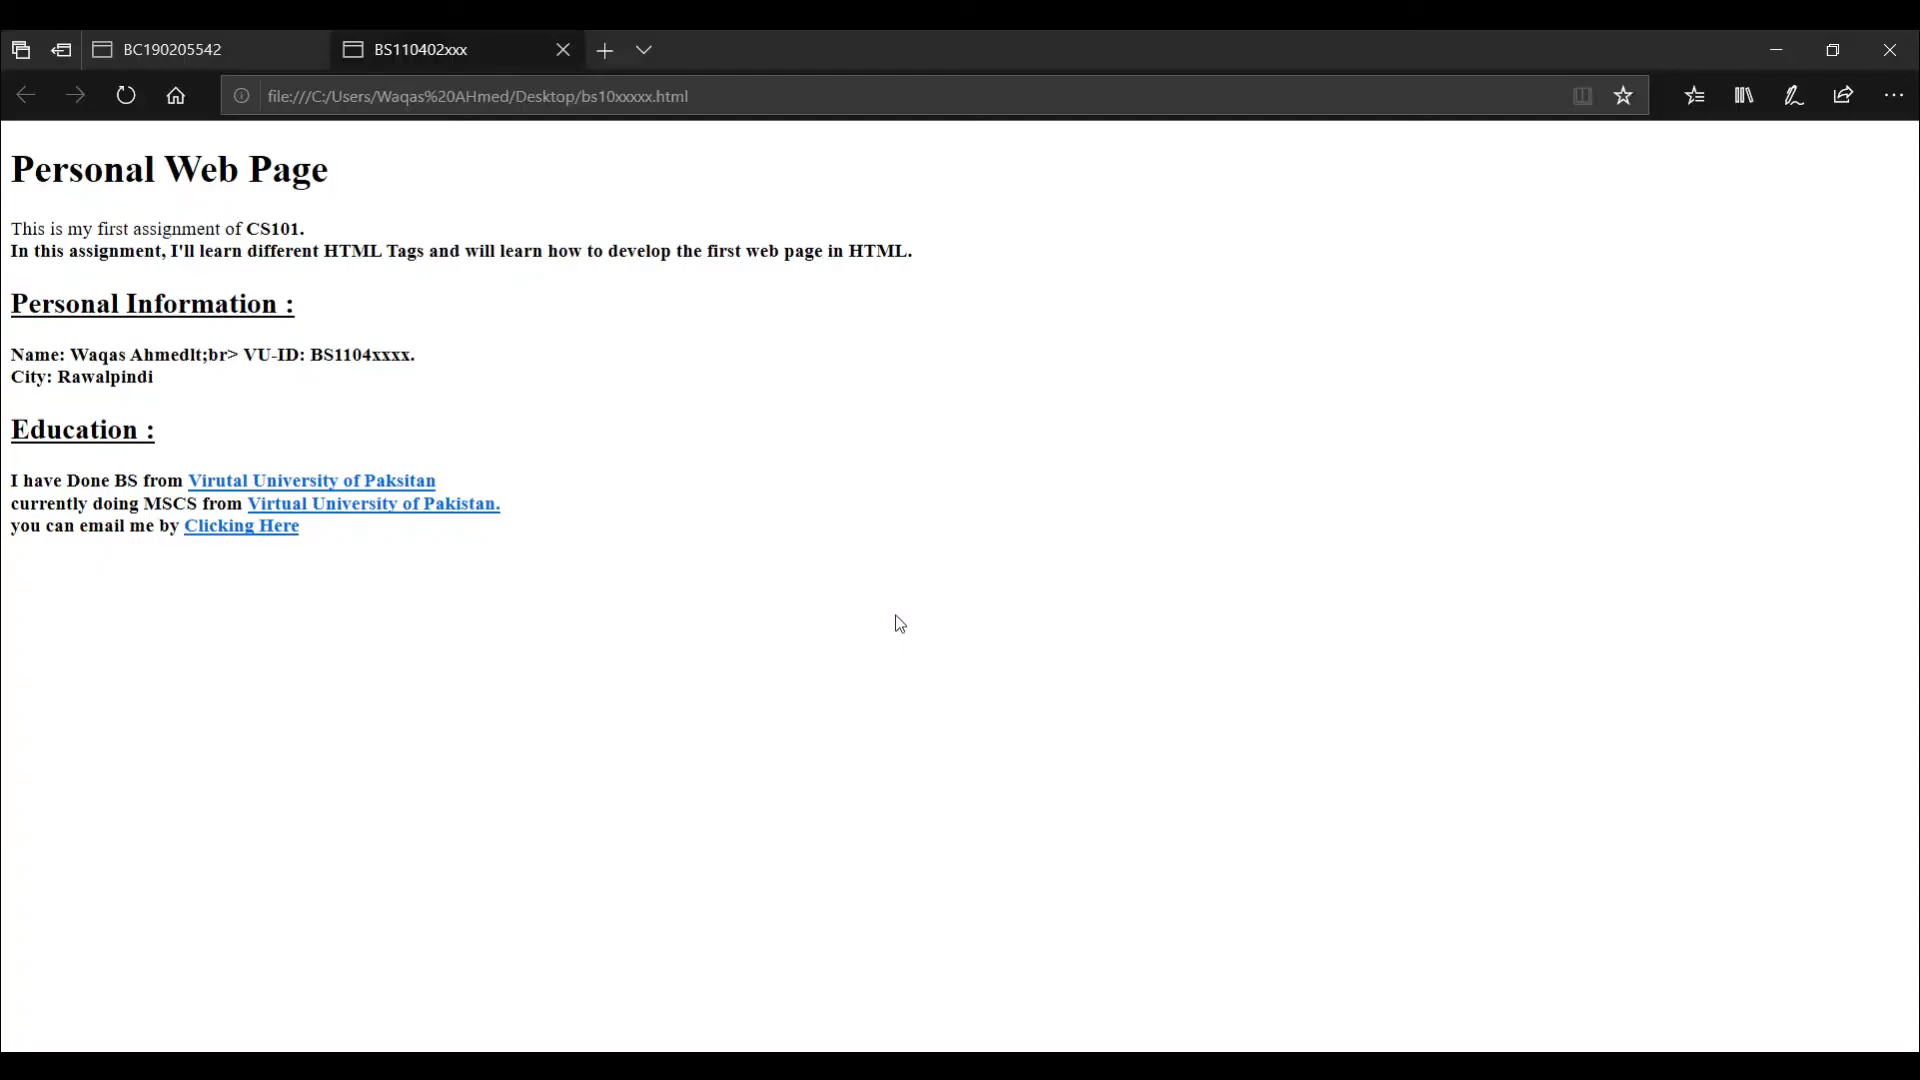 BC190205542
BS110402xxx
file:///C:/Users/Waqas%20AHmed/Desktop/bs10xxxxx.html
Personal Web Page
This is my first assignment of CS101.
In this assignment, I'll learn different HTML Tags and will learn how to develop the first web page in HTML.
Personal Information :
Name: Waqas Ahmedlt;br> VU-ID: BS1104xxxx.
City: Rawalpindi
Education :
I have Done BS from Virutal University of Paksitan
currently doing MSCS from Virtual University of Pakistan.
you can email me by Clicking Here